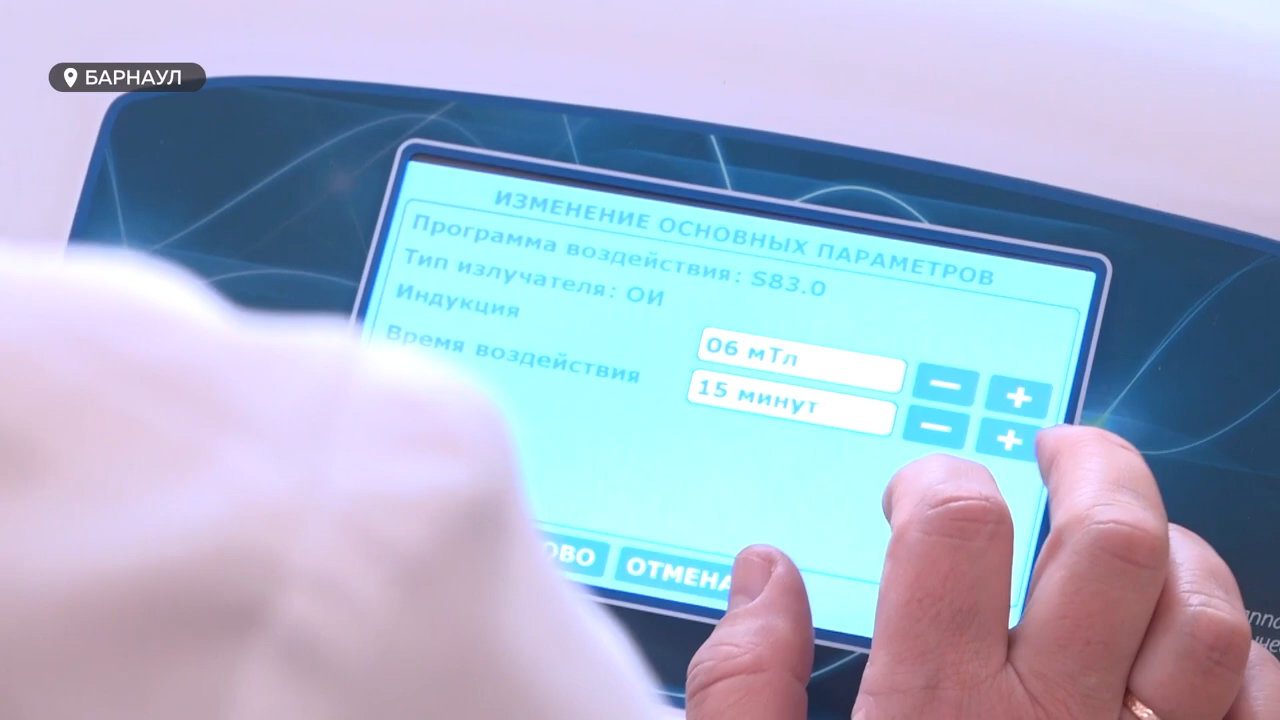 БАРНАУЛ
ИЗМЕНЕНИЕ ОСНОВНЫХ ПАРАМЕТРОВ
Программа воздействия: S83.0
Тип излучателя: ОИ
Индукция
06 мТл
Время воздействия
15 минут
ОТМЕНА